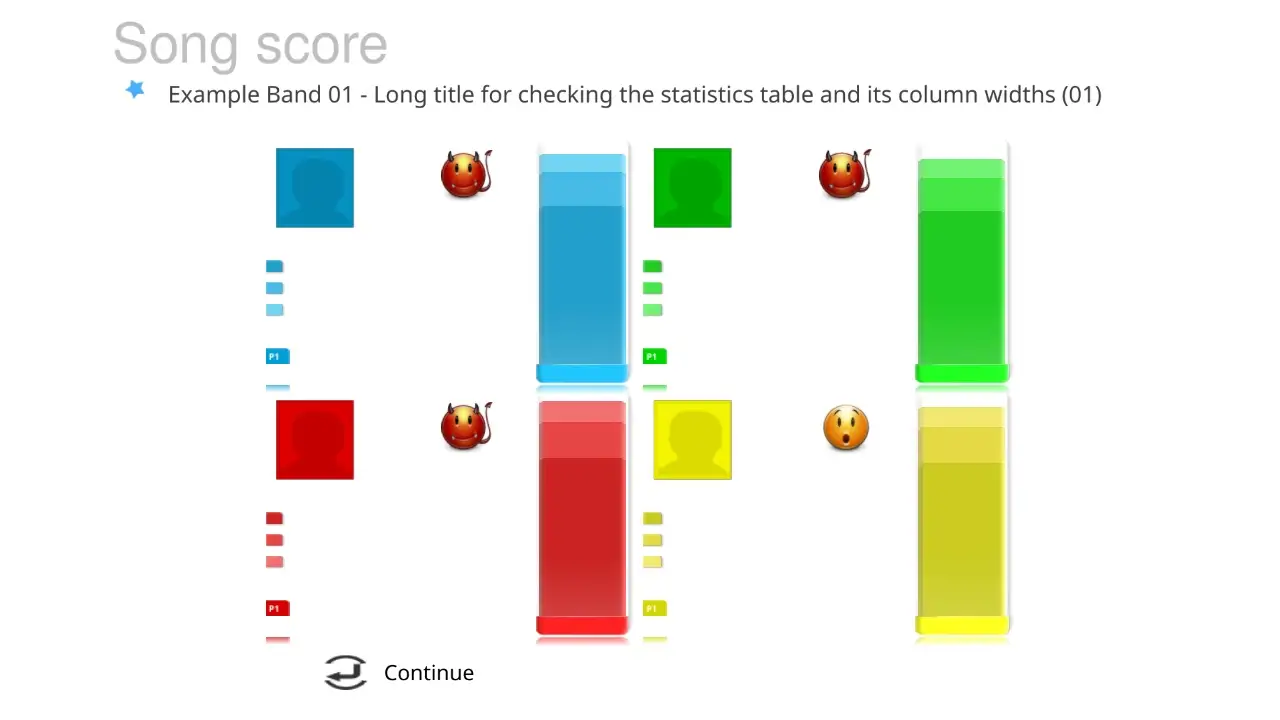 Song score
Example Band 01 - Long title for checking the statistics table and its column widths (01)
P1
P1
P1
P1
Continue